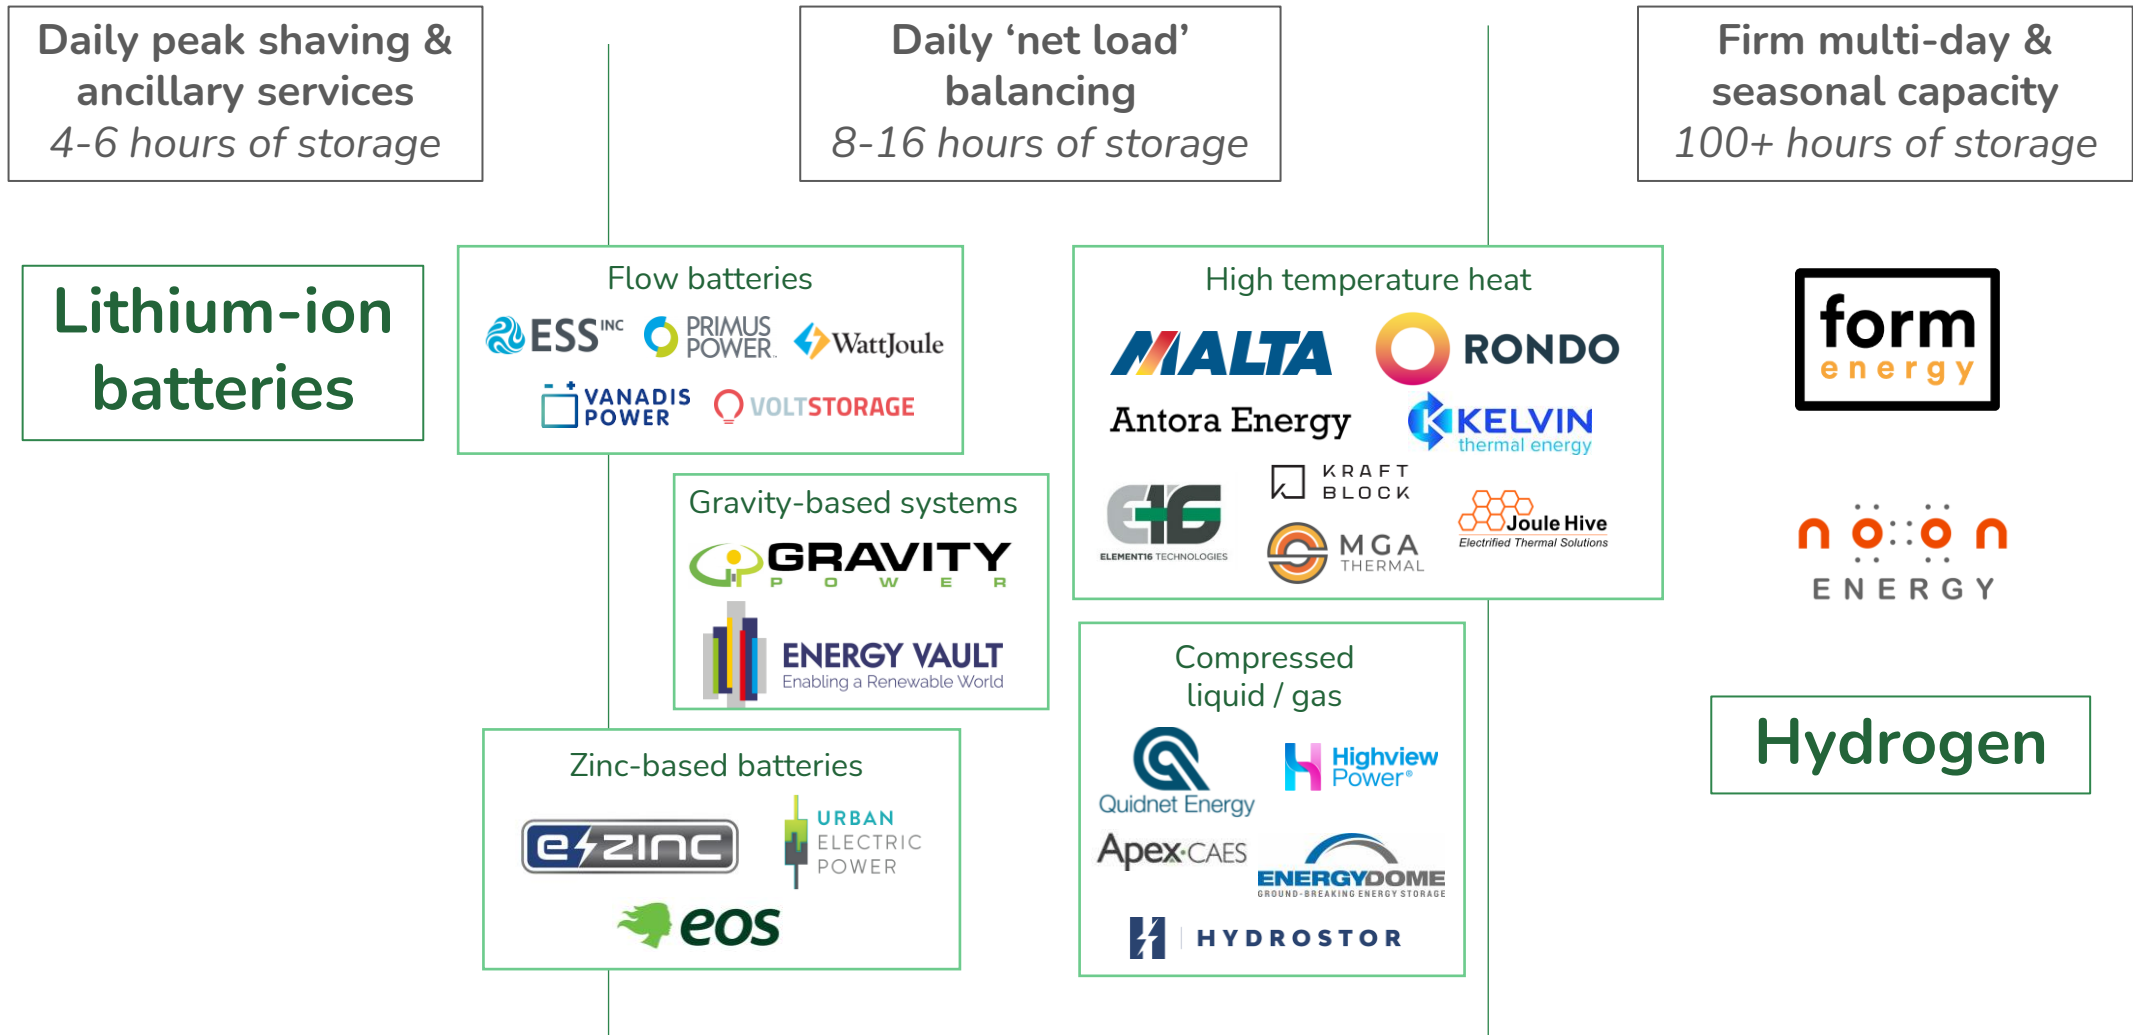 Daily peak shaving &
ancillary services
4-6 hours of storage
Daily ‘net load’
balancing
8-16 hours of storage
Firm multi-day &
seasonal capacity
100+ hours of storage
Lithium-ion
batteries
Flow batteries
ESS INC
PRIMUS
POWER
WattJoule
VANADIS
POWER
VOLTSTORAGE
Gravity-based systems
GRAVITY
POWER
ENERGY VAULT
Enabling a Renewable World
Zinc-based batteries
e zinc
URBAN
ELECTRIC
POWER
eos
High temperature heat
MALTA
RONDO
Antora Energy
K KELVIN
thermal energy
E16
ELEMENT16 TECHNOLOGIES
KRAFT
BLOCK
MGA
THERMAL
Joule Hive
Electrified Thermal Solutions
Compressed
liquid / gas
Quidnet Energy
Highview
Power®
Apex·CAES
ENERGYDOME
GROUND-BREAKING ENERGY STORAGE
HYDROSTOR
form
energy
noon
ENERGY
Hydrogen